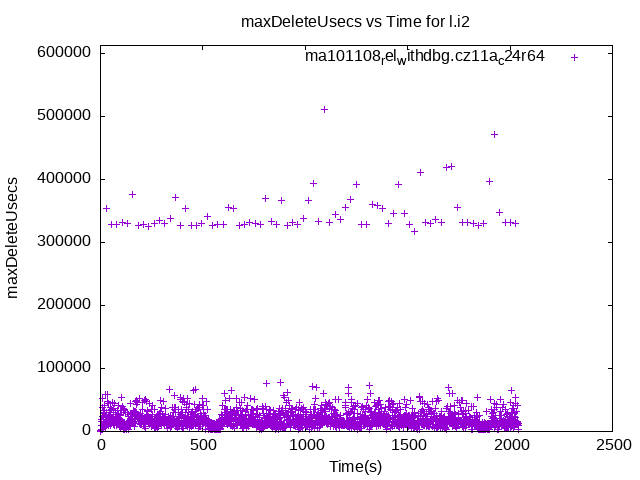 maxDeleteUsecs vs Time for l.i2
ma101108_rel_withdbg.cz11a_c24r64
600000
500000
400000
300000
200000
100000
0
maxDeleteUsecs
0 500 1000 1500 2000 2500
Time(s)